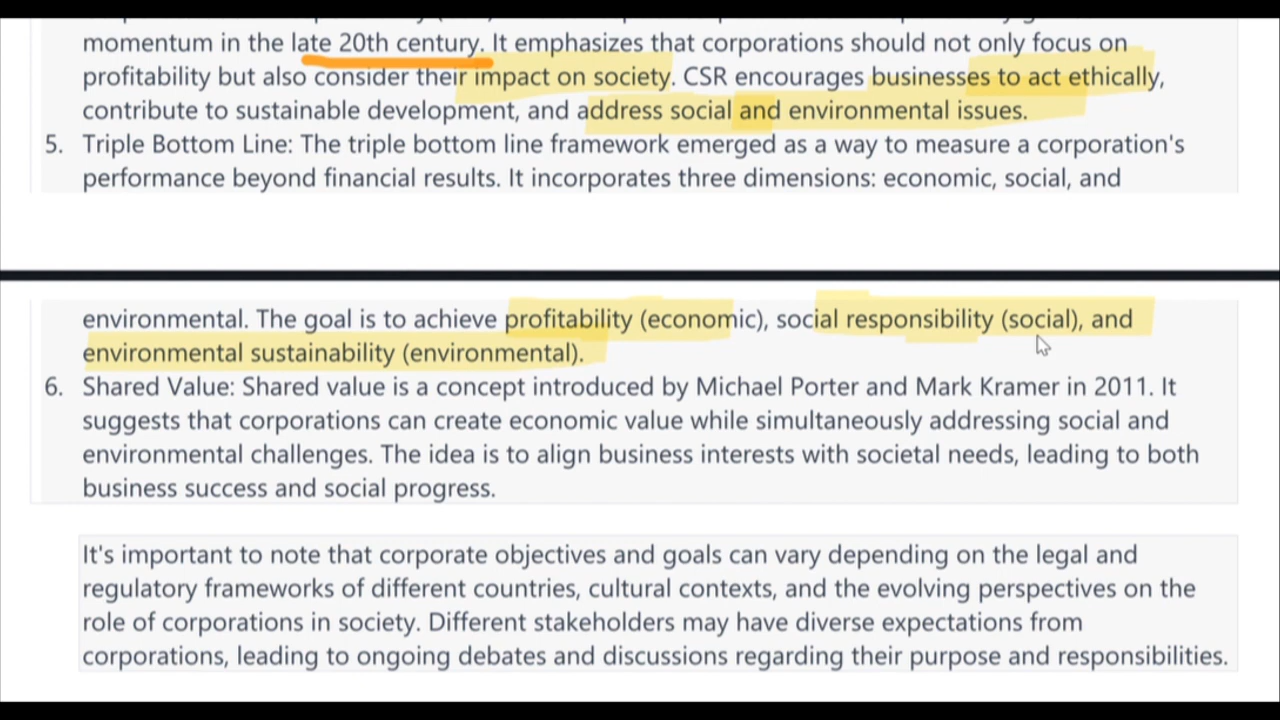 momentum in the late 20th century. It emphasizes that corporations should not only focus on
profitability but also consider their impact on society. CSR encourages businesses to act ethically,
contribute to sustainable development, and address social and environmental issues.
5. Triple Bottom Line: The triple bottom line framework emerged as a way to measure a corporation's
performance beyond financial results. It incorporates three dimensions: economic, social, and
environmental. The goal is to achieve profitability (economic), social responsibility (social), and
environmental sustainability (environmental).
6. Shared Value: Shared value is a concept introduced by Michael Porter and Mark Kramer in 2011. It
suggests that corporations can create economic value while simultaneously addressing social and
environmental challenges. The idea is to align business interests with societal needs, leading to both
business success and social progress.
It's important to note that corporate objectives and goals can vary depending on the legal and
regulatory frameworks of different countries, cultural contexts, and the evolving perspectives on the
role of corporations in society. Different stakeholders may have diverse expectations from
corporations, leading to ongoing debates and discussions regarding their purpose and responsibilities.